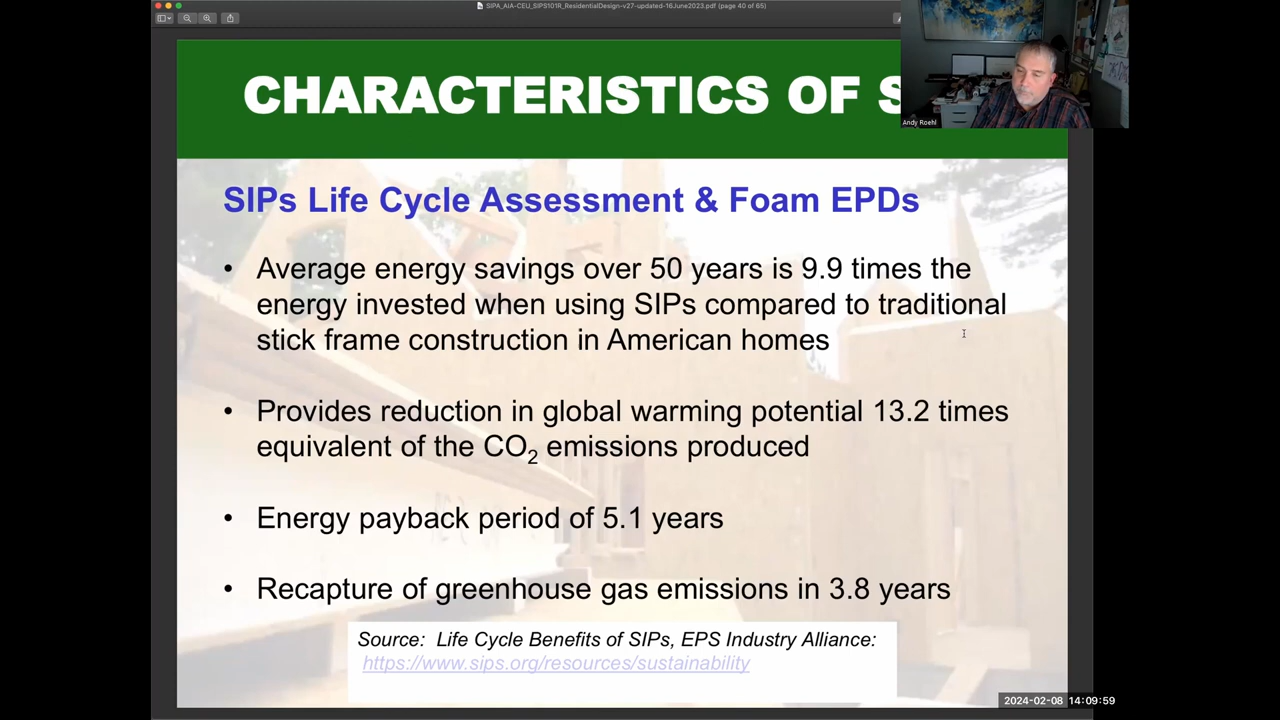 SIPA_AIA-CEU_SIPS101R_ResidentialDesign-v27-updated-16June2023.pdf (page 40 of 65)
CHARACTERISTICS OF S
Andy Roehl
SIPs Life Cycle Assessment & Foam EPDs
• Average energy savings over 50 years is 9.9 times the
energy invested when using SIPs compared to traditional
stick frame construction in American homes
• Provides reduction in global warming potential 13.2 times
equivalent of the CO₂ emissions produced
• Energy payback period of 5.1 years
• Recapture of greenhouse gas emissions in 3.8 years
Source: Life Cycle Benefits of SIPs, EPS Industry Alliance:
https://www.sips.org/resources/sustainability
2024-02-08 14:09:59